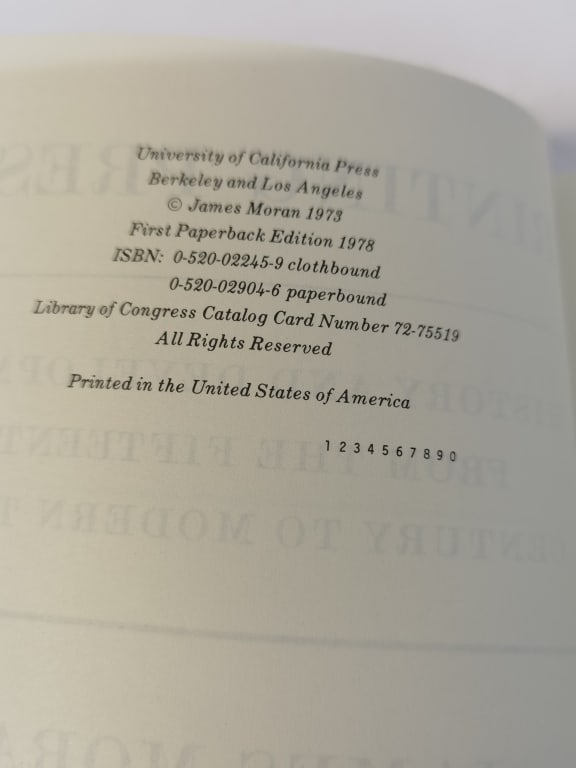 University of California Press
Berkeley and Los Angeles
© James Moran 1973
First Paperback Edition 1978
ISBN: 0-520-02245-9 clothbound
0-520-02904-6 paperbound
Library of Congress Catalog Card Number 72-75519
All Rights Reserved
Printed in the United States of America
1 2 3 4 5 6 7 8 9 0